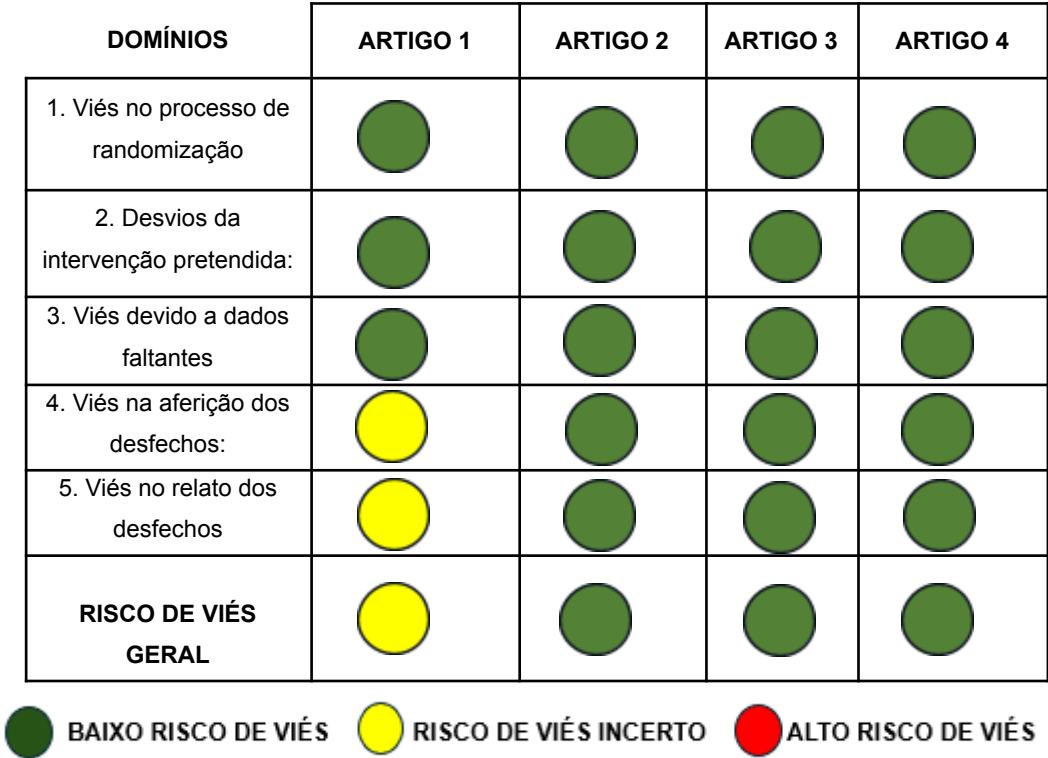 DOMÍNIOS ARTIGO 1 ARTIGO 2 ARTIGO 3 ARTIGO 4
1. Viés no processo de
randomização
2. Desvios da
intervenção pretendida:
3. Viés devido a dados
faltantes
4. Viés na aferição dos
desfechos:
5. Viés no relato dos
desfechos
RISCO DE VIÉS
GERAL
BAIXO RISCO DE VIÉS RISCO DE VIÉS INCERTO ALTO RISCO DE VIÉS